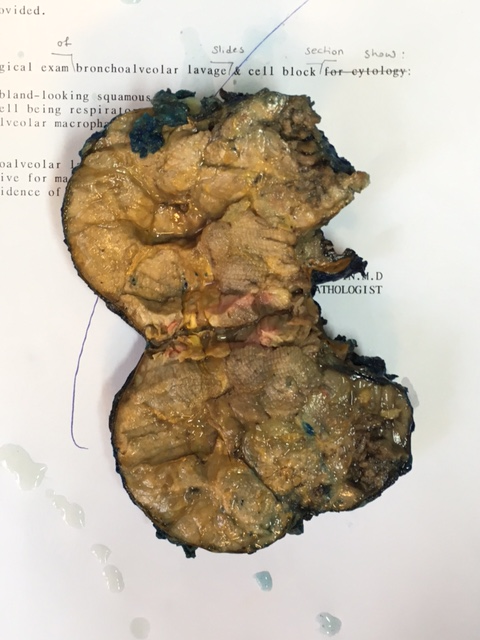 ovided.
of slides section shows:
gical exam bronchoalveolar lavage & cell block for cytology:
bland-looking squamous
ell being respirato
lveolar macropha
oalveolar l
ive for ma
idence of
N.M.D
PATHOLOGIST